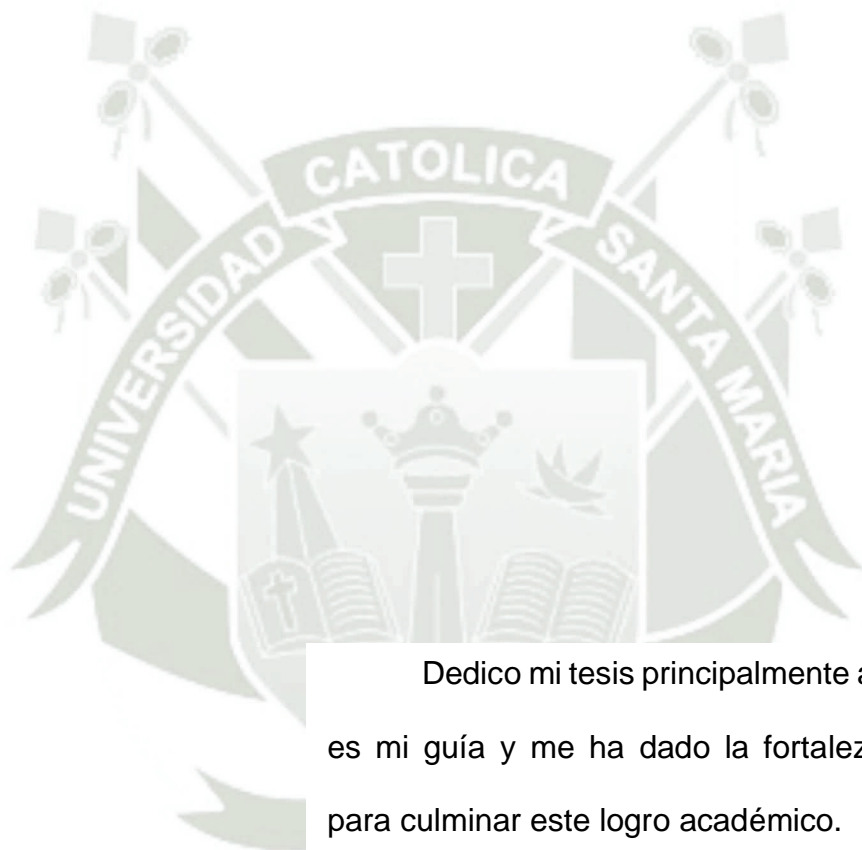 CATOLICA
UNIVERSIDAD
SANTA MARIA
Dedico mi tesis principalmente a
es mi guía y me ha dado la fortalez
para culminar este logro académico.